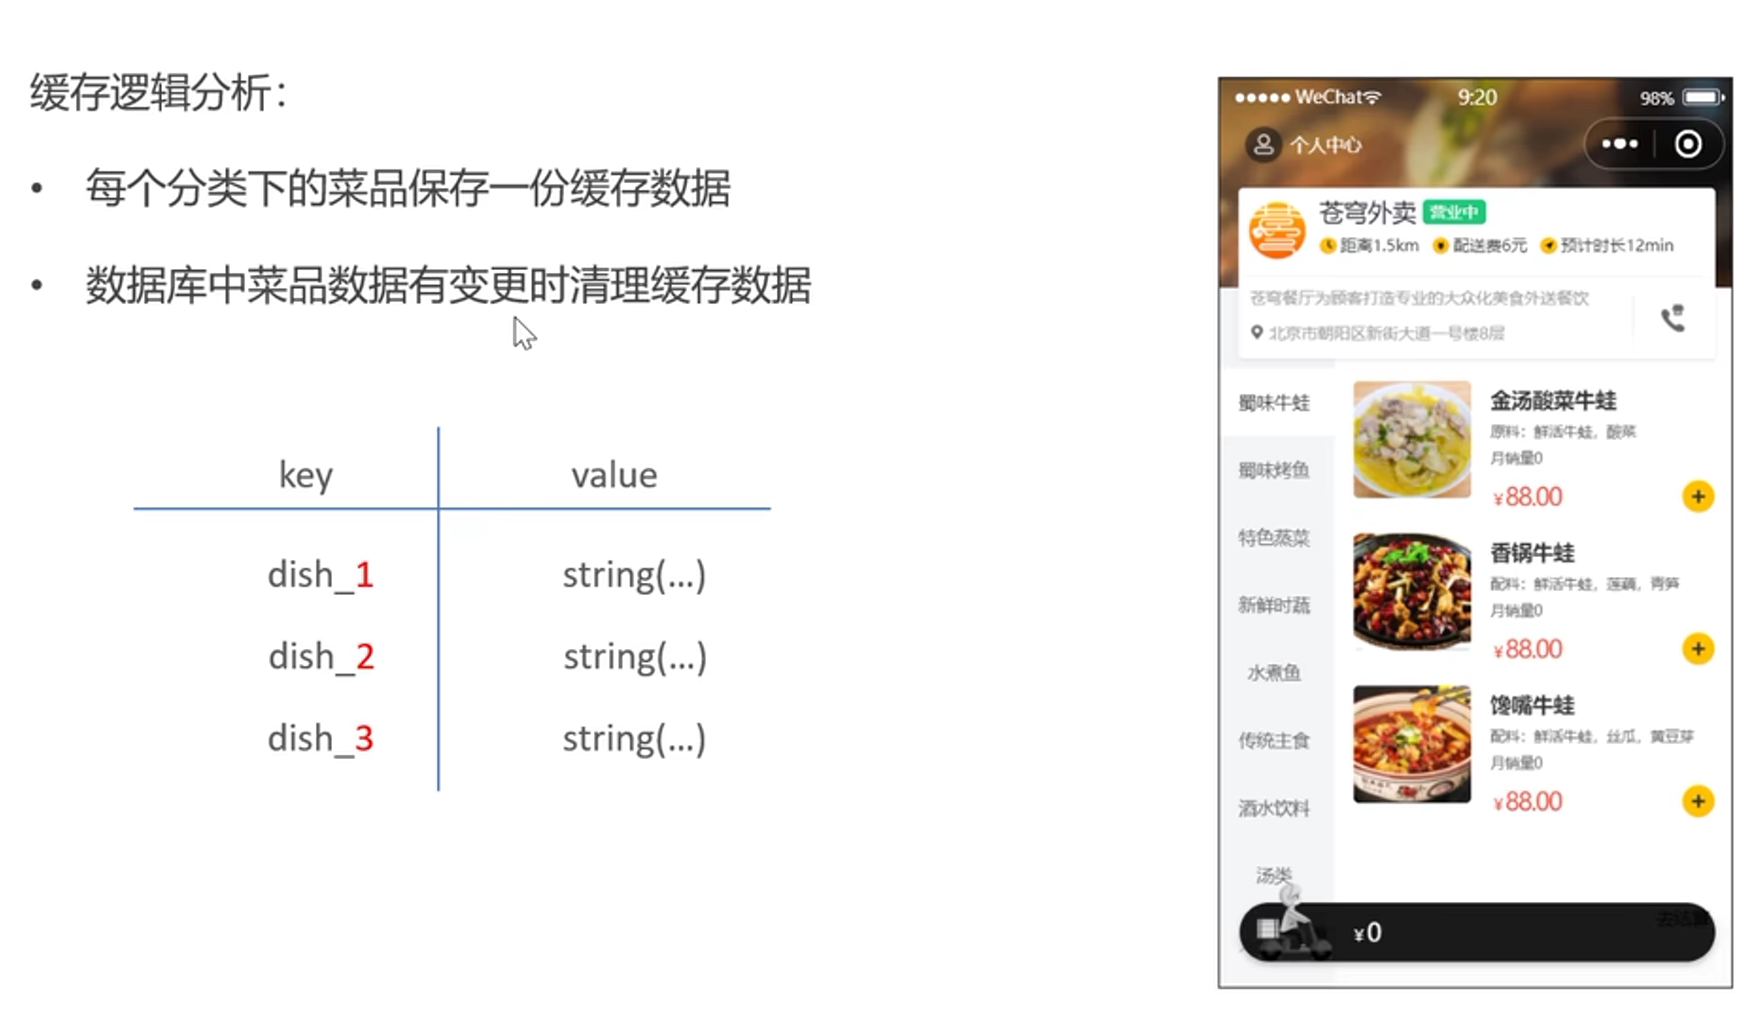 缓存逻辑分析：
• 每个分类下的菜品保存一份缓存数据
• 数据库中菜品数据有变更时清理缓存数据
key value
dish_1 string(...)
dish_2 string(...)
dish_3 string(...)
WeChat 9:20 98%
个人中心
苍穹外卖 营业中
距离1.5km 配送费6元 预计时长12min
苍穹餐厅为顾客打造专业的大众化美食外送餐饮
北京市朝阳区新街大道一号楼8层
蜀味牛蛙
蜀味烤鱼
特色蒸菜
新鲜时蔬
水煮鱼
传统主食
酒水饮料
汤类
金汤酸菜牛蛙
原料：鲜活牛蛙，酸菜
月销量0
¥88.00
香锅牛蛙
配料：鲜活牛蛙，莲藕，青笋
月销量0
¥88.00
馋嘴牛蛙
配料：鲜活牛蛙，丝瓜，黄豆芽
月销量0
¥88.00
¥0